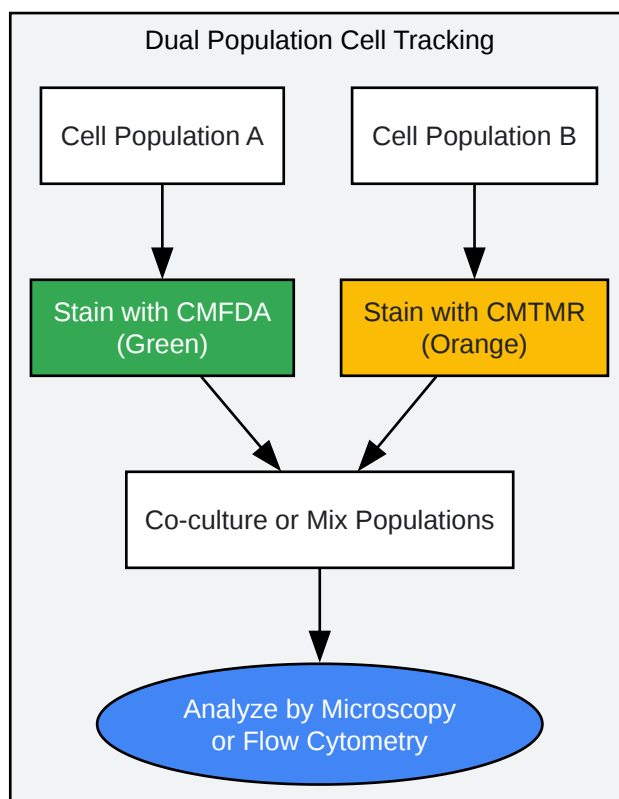 Dual Population Cell Tracking
Cell Population A
Cell Population B
Stain with CMFDA
(Green)
Stain with CMTMR
(Orange)
Co-culture or Mix Populations
Analyze by Microscopy
or Flow Cytometry